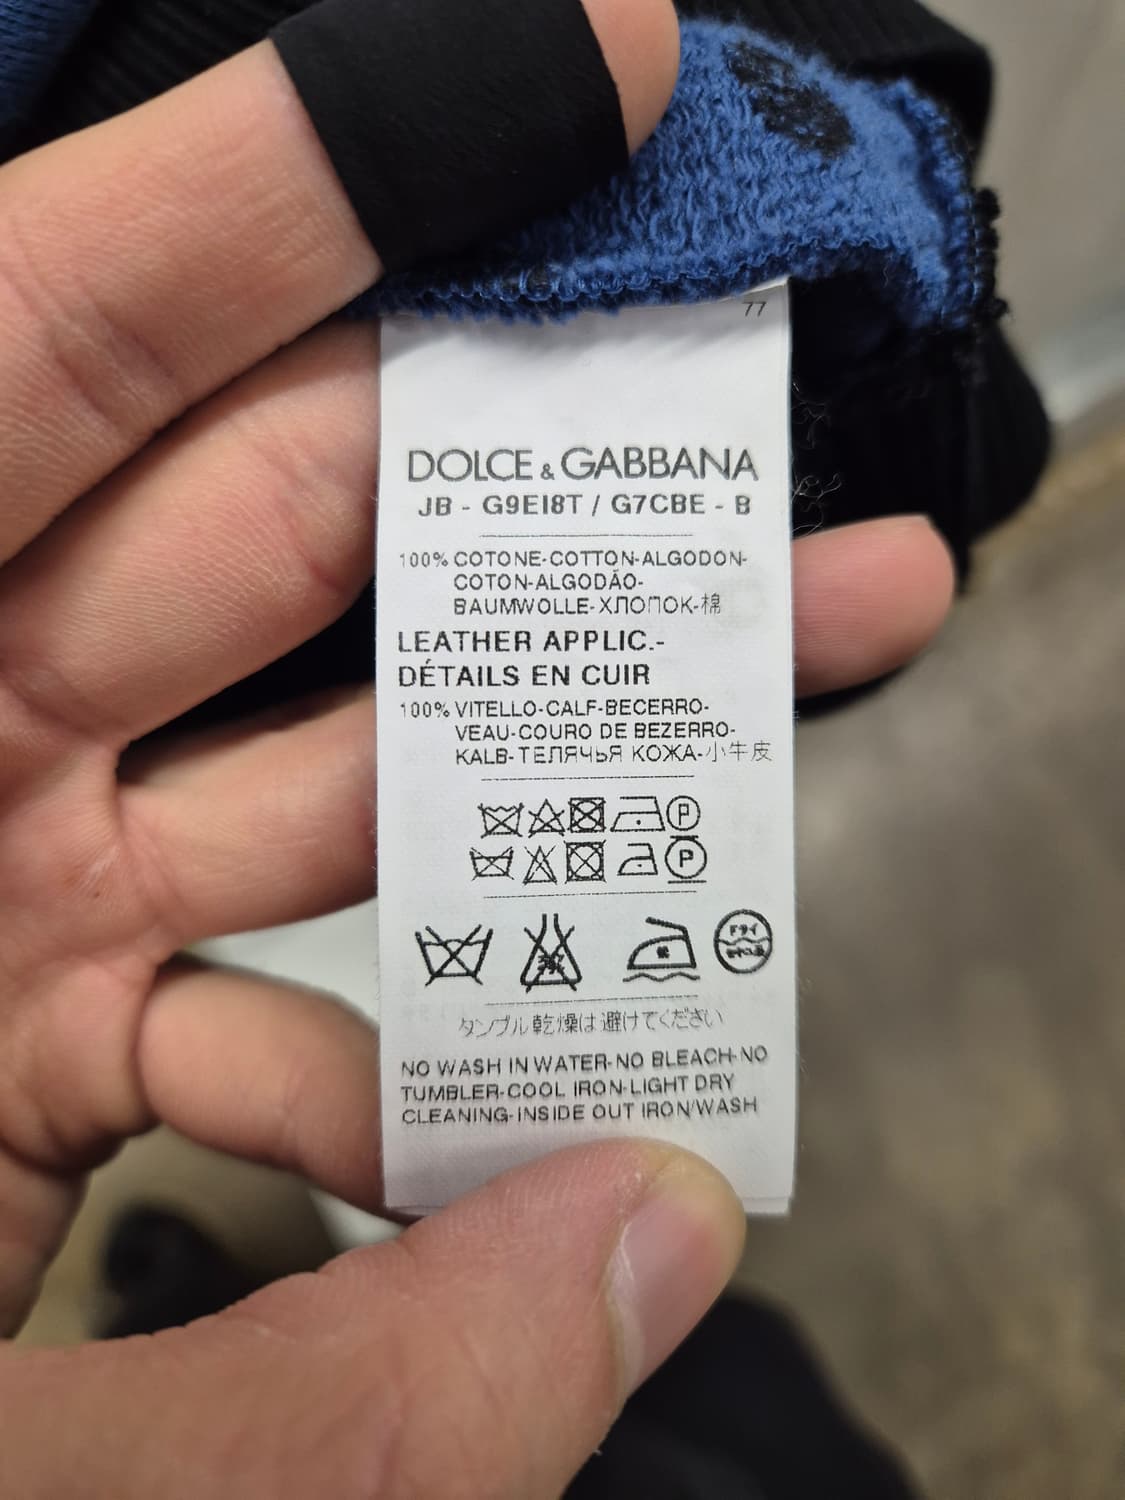 77
DOLCE & GABBANA
JB - G9EI8T / G7CBE - B
100% COTONE-COTTON-ALGODON-
COTON-ALGODÃO-
BAUMWOLLE-ХЛОПОК-棉
LEATHER APPLIC.-
DÉTAILS EN CUIR
100% VITELLO-CALF-BECERRO-
VEAU-COURO DE BEZERRO-
KALB-ТЕЛЯЧЬЯ КОЖА-小牛皮
P
P
ドライ
タンブル乾燥は避けてください
NO WASH IN WATER-NO BLEACH-NO
TUMBLER-COOL IRON-LIGHT DRY
CLEANING-INSIDE OUT IRON/WASH